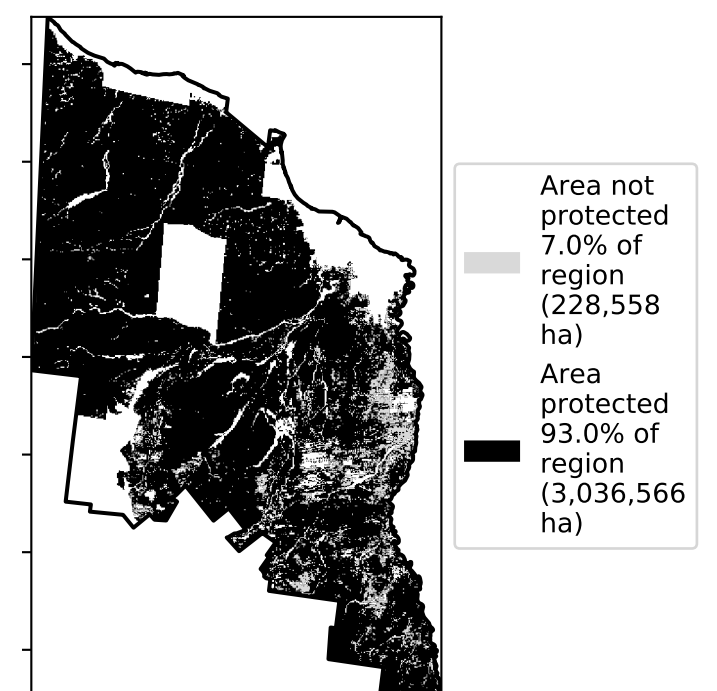 Area not
protected
7.0% of
region
(228,558
ha)
Area
protected
93.0% of
region
(3,036,566
ha)